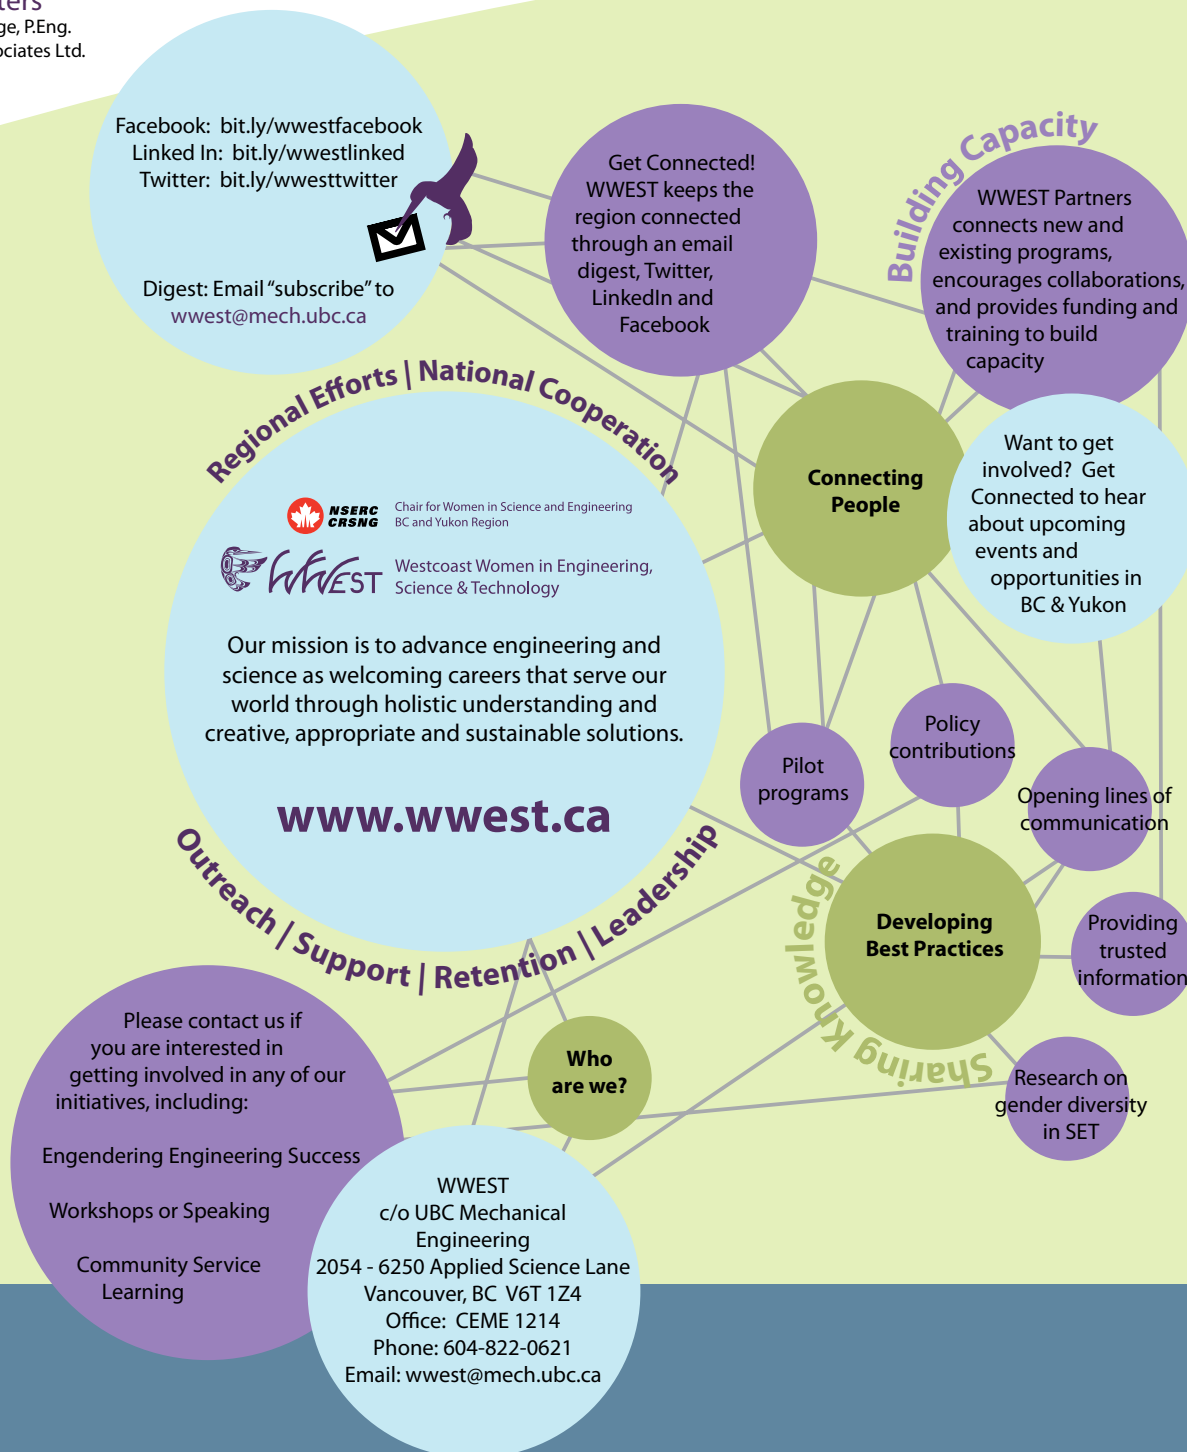 P.Eng.
Ltd.
Facebook: bit.ly/wwestfacebook
Linked In: bit.ly/wwestlinked
Twitter: bit.ly/wwesttwitter
Digest: Email “subscribe” to
wwest@mech.ubc.ca
Get Connected!
WWEST keeps the
region connected
through an email
digest, Twitter,
LinkedIn and
Facebook
Building Capacity
WWEST Partners
connects new and
existing programs,
encourages collaborations,
and provides funding and
training to build
capacity
Regional Efforts | National Cooperation
NSERC
CRSNG
Chair for Women in Science and Engineering
BC and Yukon Region
WWEST
Westcoast Women in Engineering,
Science & Technology
Our mission is to advance engineering and
science as welcoming careers that serve our
world through holistic understanding and
creative, appropriate and sustainable solutions.
www.wwest.ca
Outreach | Support | Retention | Leadership
Connecting
People
Want to get
involved? Get
Connected to hear
about upcoming
events and
opportunities in
BC & Yukon
Pilot
programs
Policy
contributions
Opening lines of
communication
Developing
Best Practices
Sharing Knowledge
Providing
trusted
information
Research on
gender diversity
in SET
Please contact us if
you are interested in
getting involved in any of our
initiatives, including:
Engendering Engineering Success
Workshops or Speaking
Community Service
Learning
Who
are we?
WWEST
c/o UBC Mechanical
Engineering
2054 - 6250 Applied Science Lane
Vancouver, BC V6T 1Z4
Office: CEME 1214
Phone: 604-822-0621
Email: wwest@mech.ubc.ca